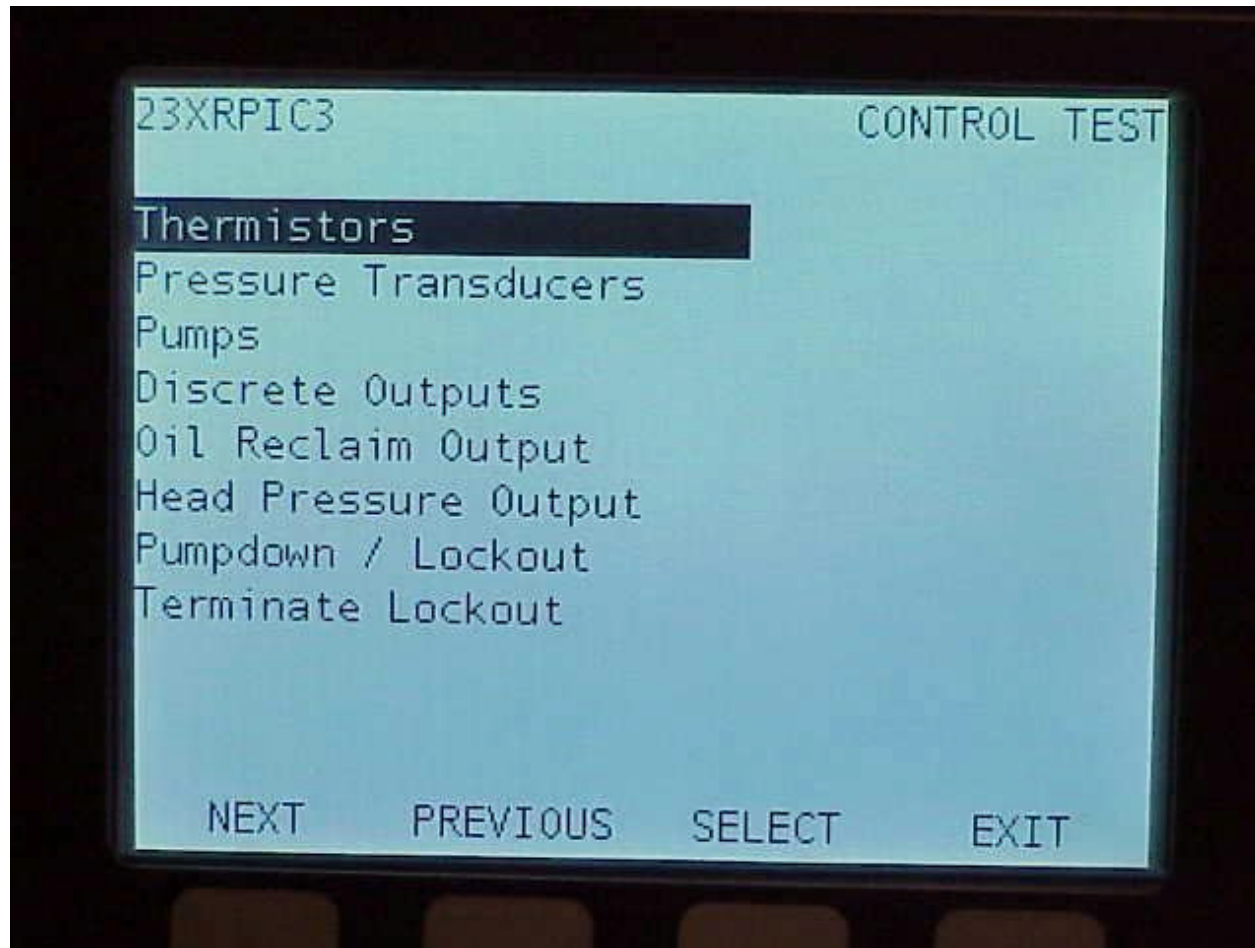 23XRPIC3 CONTROL TEST
Thermistors
Pressure Transducers
Pumps
Discrete Outputs
Oil Reclaim Output
Head Pressure Output
Pumpdown / Lockout
Terminate Lockout
NEXT PREVIOUS SELECT EXIT